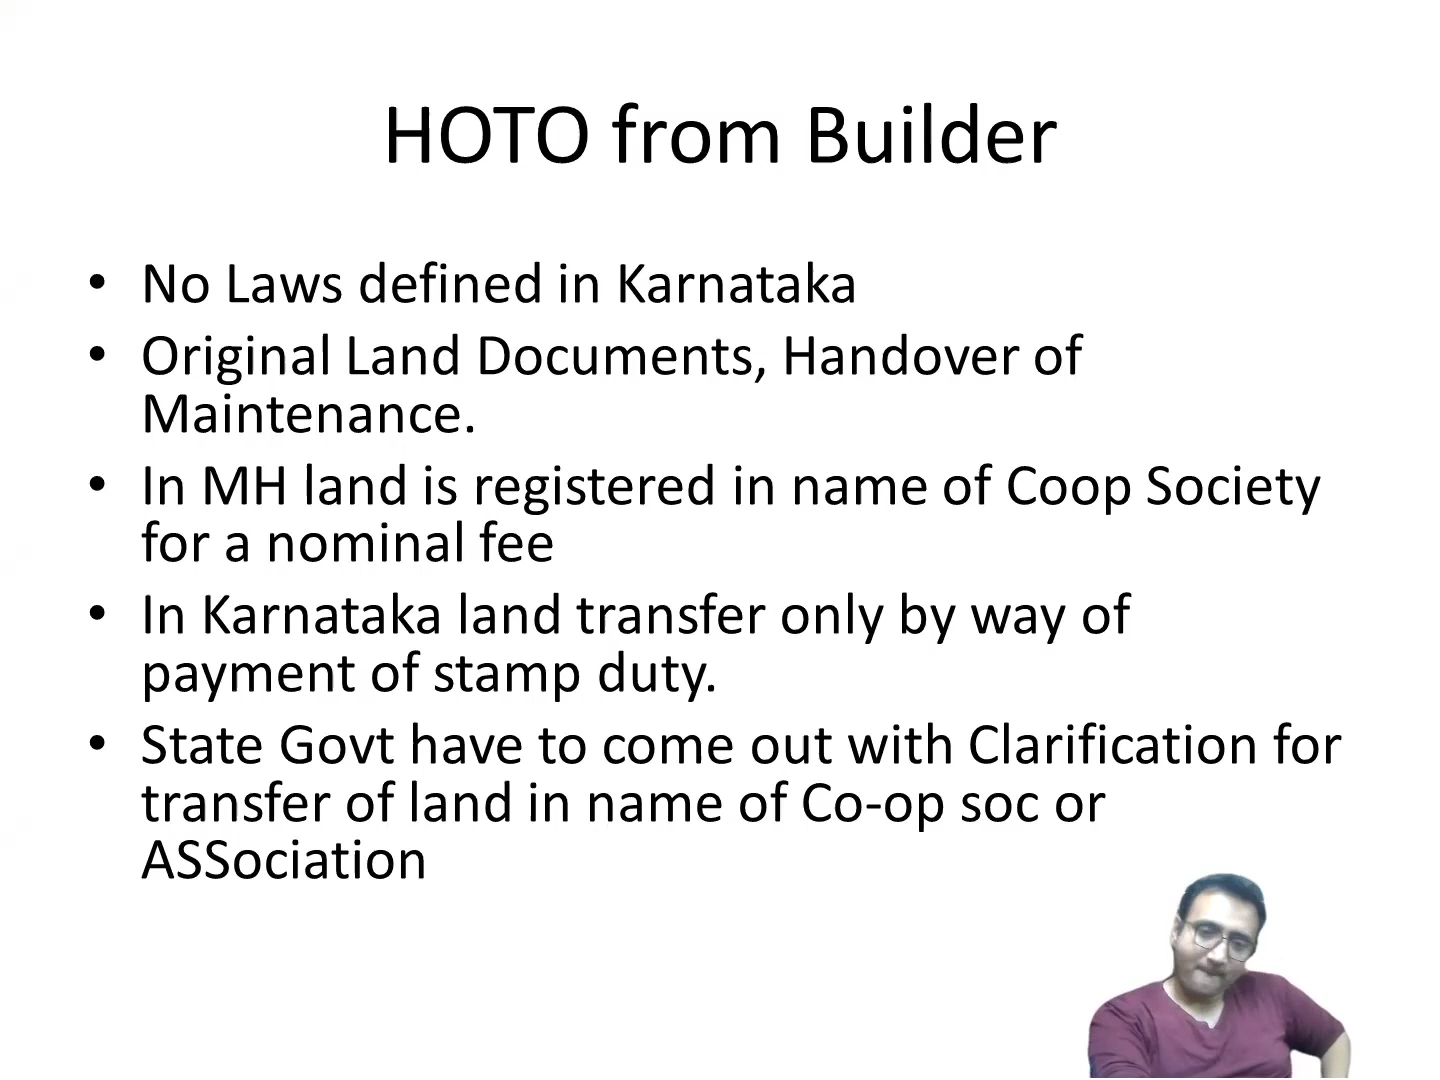 HOTO from Builder
• No Laws defined in Karnataka
• Original Land Documents, Handover of
Maintenance.
• In MH land is registered in name of Coop Society
for a nominal fee
• In Karnataka land transfer only by way of
payment of stamp duty.
• State Govt have to come out with Clarification for
transfer of land in name of Co-op soc or
ASSociation